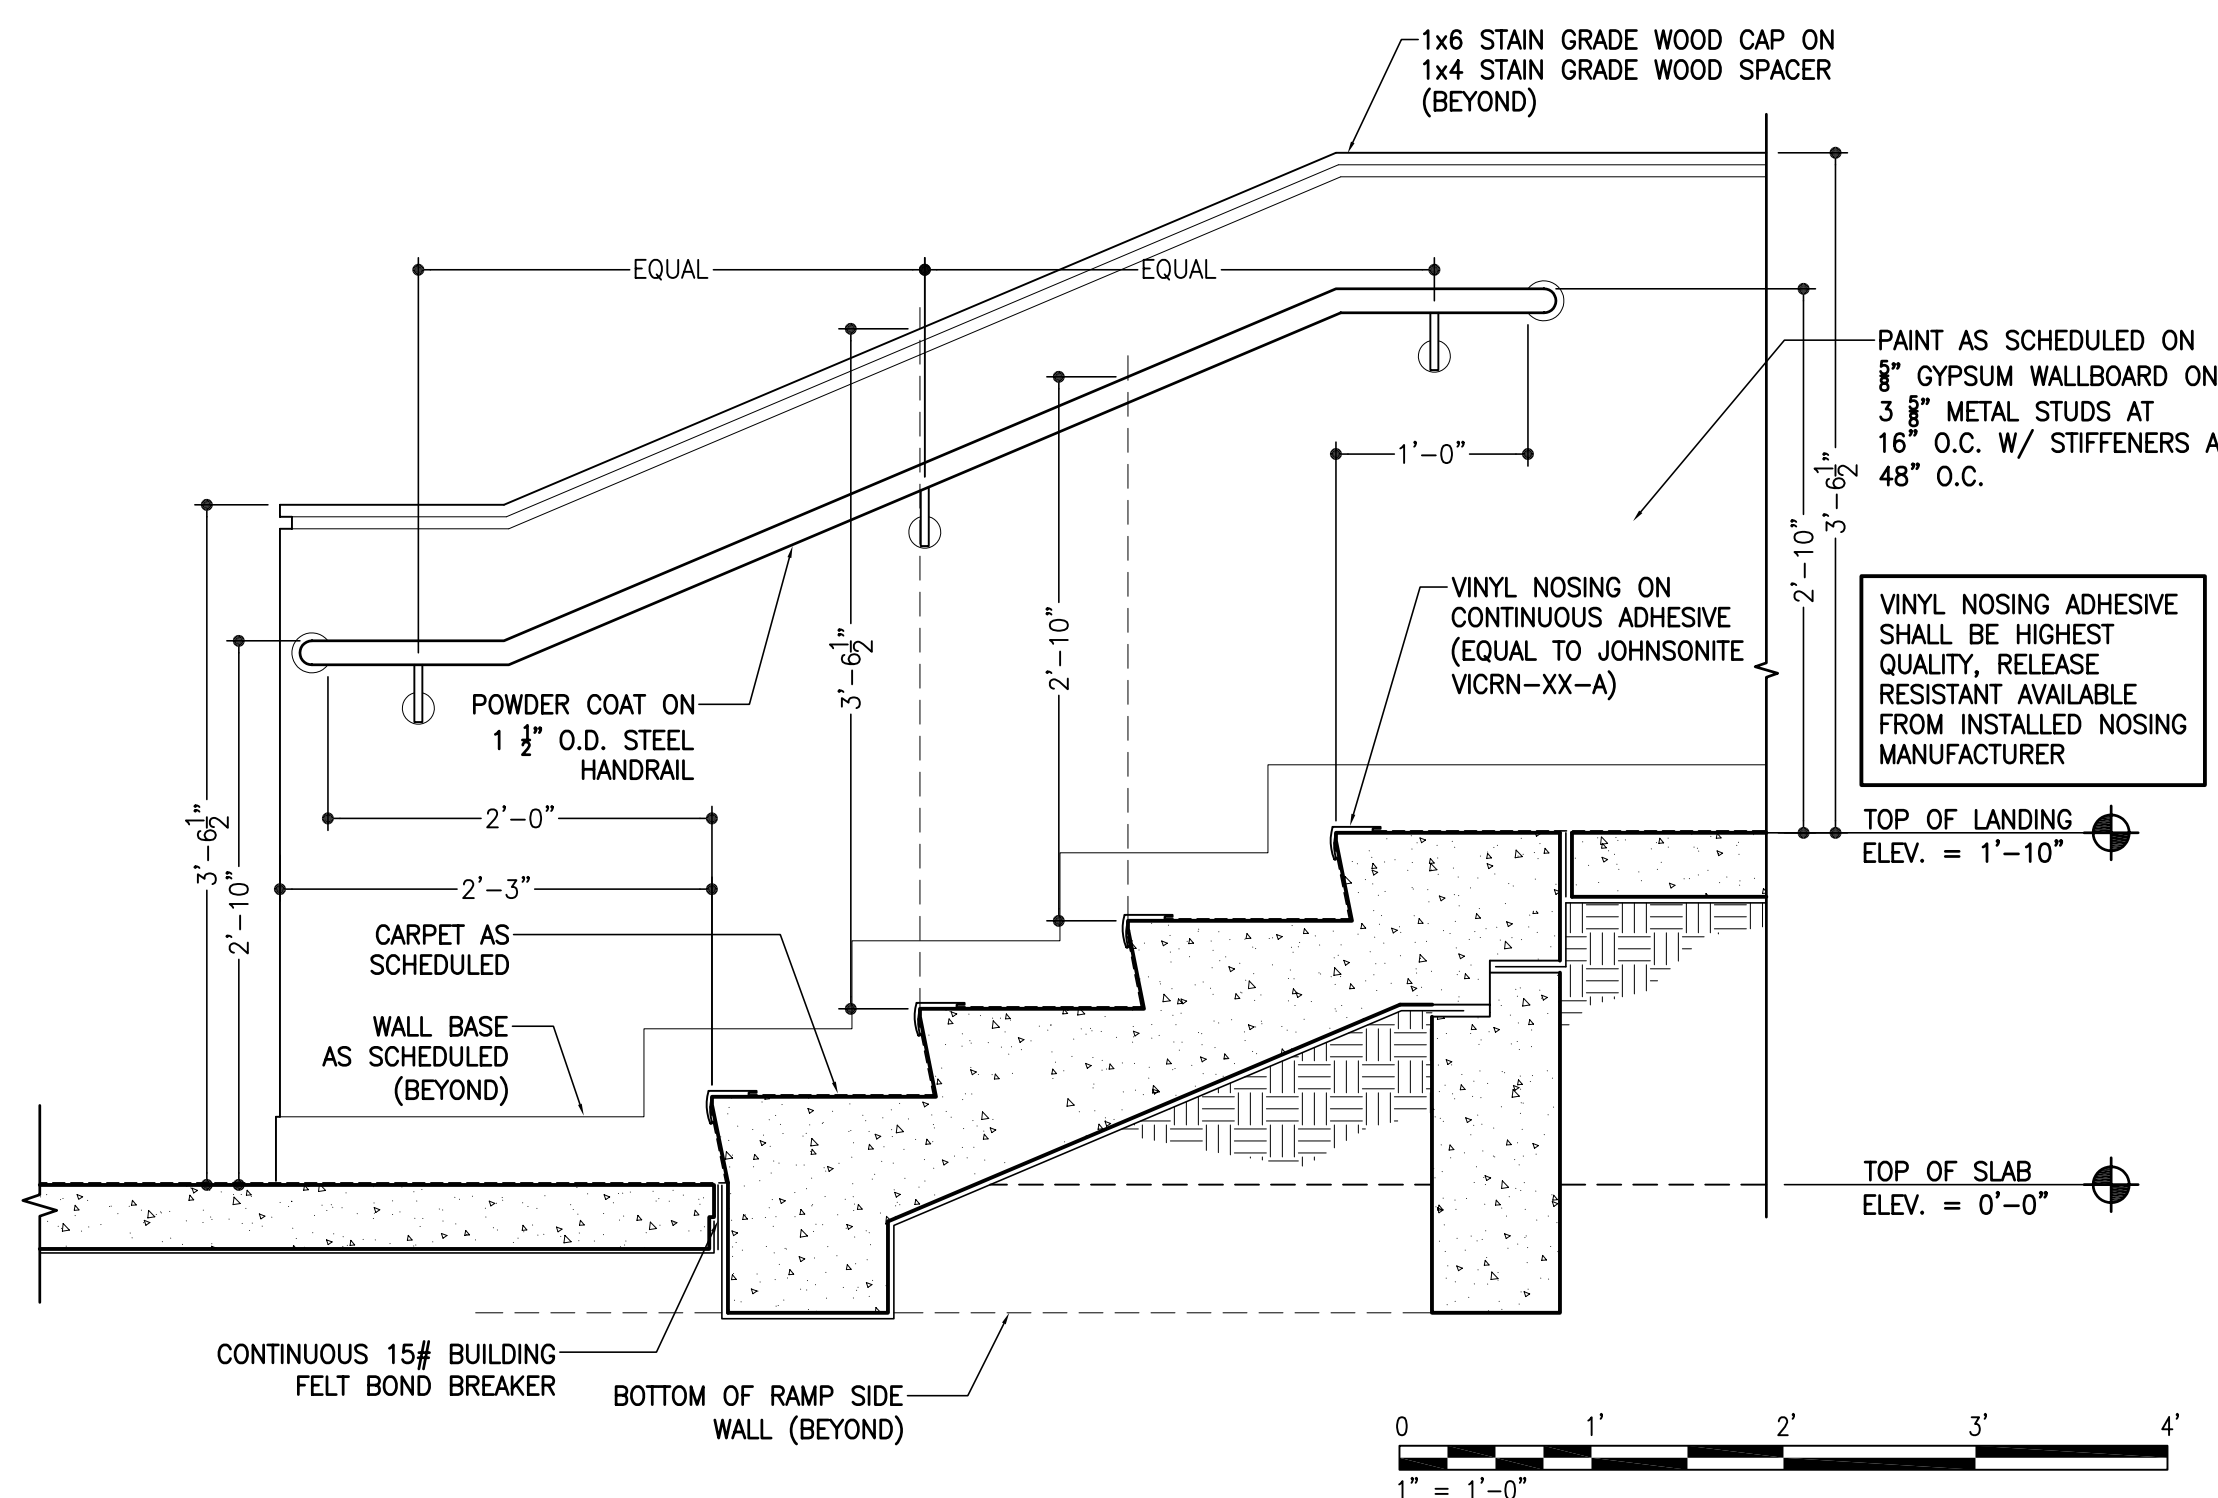 1x6 STAIN GRADE WOOD CAP ON
1x4 STAIN GRADE WOOD SPACER
(BEYOND)
EQUAL
EQUAL
PAINT AS SCHEDULED ON
5/8" GYPSUM WALLBOARD ON
3 5/8" METAL STUDS AT
16" O.C. W/ STIFFENERS A
48" O.C.
1'-0"
3'-6 1/2"
2'-10"
VINYL NOSING ON
CONTINUOUS ADHESIVE
(EQUAL TO JOHNSONITE
VICRN-XX-A)
VINYL NOSING ADHESIVE
SHALL BE HIGHEST
QUALITY, RELEASE
RESISTANT AVAILABLE
FROM INSTALLED NOSING
MANUFACTURER
3'-6 1/2"
2'-10"
POWDER COAT ON
1 1/2" O.D. STEEL
HANDRAIL
2'-0"
3'-6 1/2"
2'-10"
2'-3"
TOP OF LANDING
ELEV. = 1'-10"
CARPET AS
SCHEDULED
WALL BASE
AS SCHEDULED
(BEYOND)
TOP OF SLAB
ELEV. = 0'-0"
CONTINUOUS 15# BUILDING
FELT BOND BREAKER
BOTTOM OF RAMP SIDE
WALL (BEYOND)
0 1' 2' 3' 4'
1" = 1'-0"